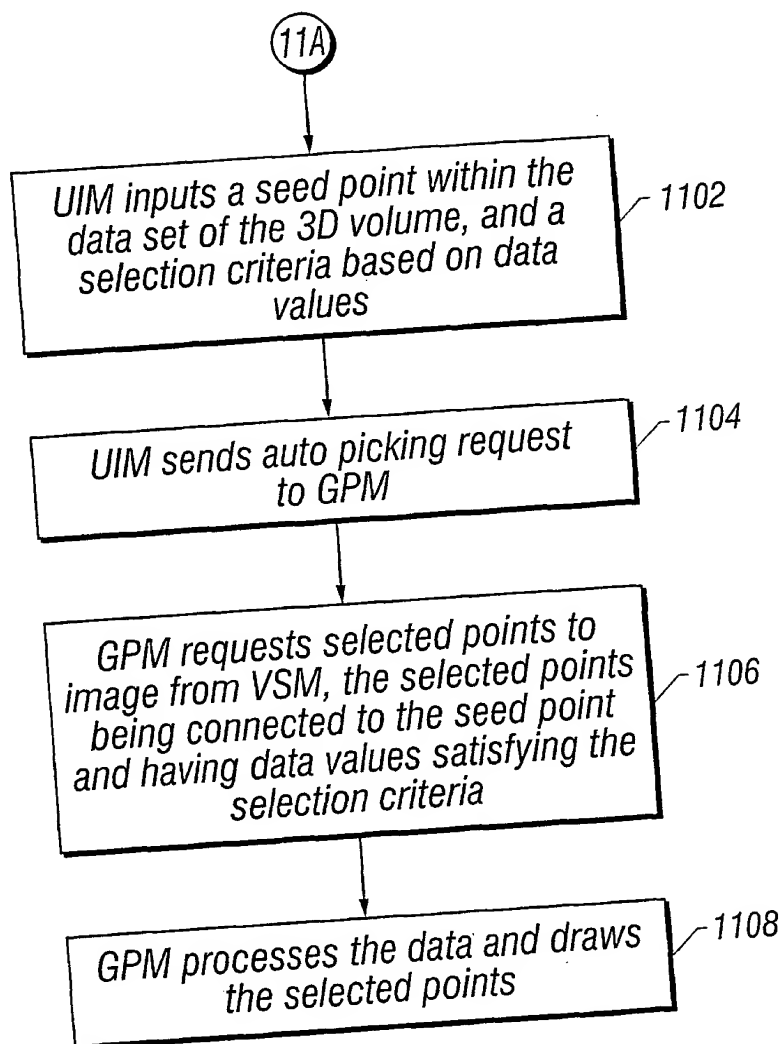 11A
UIM inputs a seed point within the
data set of the 3D volume, and a
selection criteria based on data
values
1102
UIM sends auto picking request
to GPM
1104
GPM requests selected points to
image from VSM, the selected points
being connected to the seed point
and having data values satisfying the
selection criteria
1106
GPM processes the data and draws
the selected points
1108